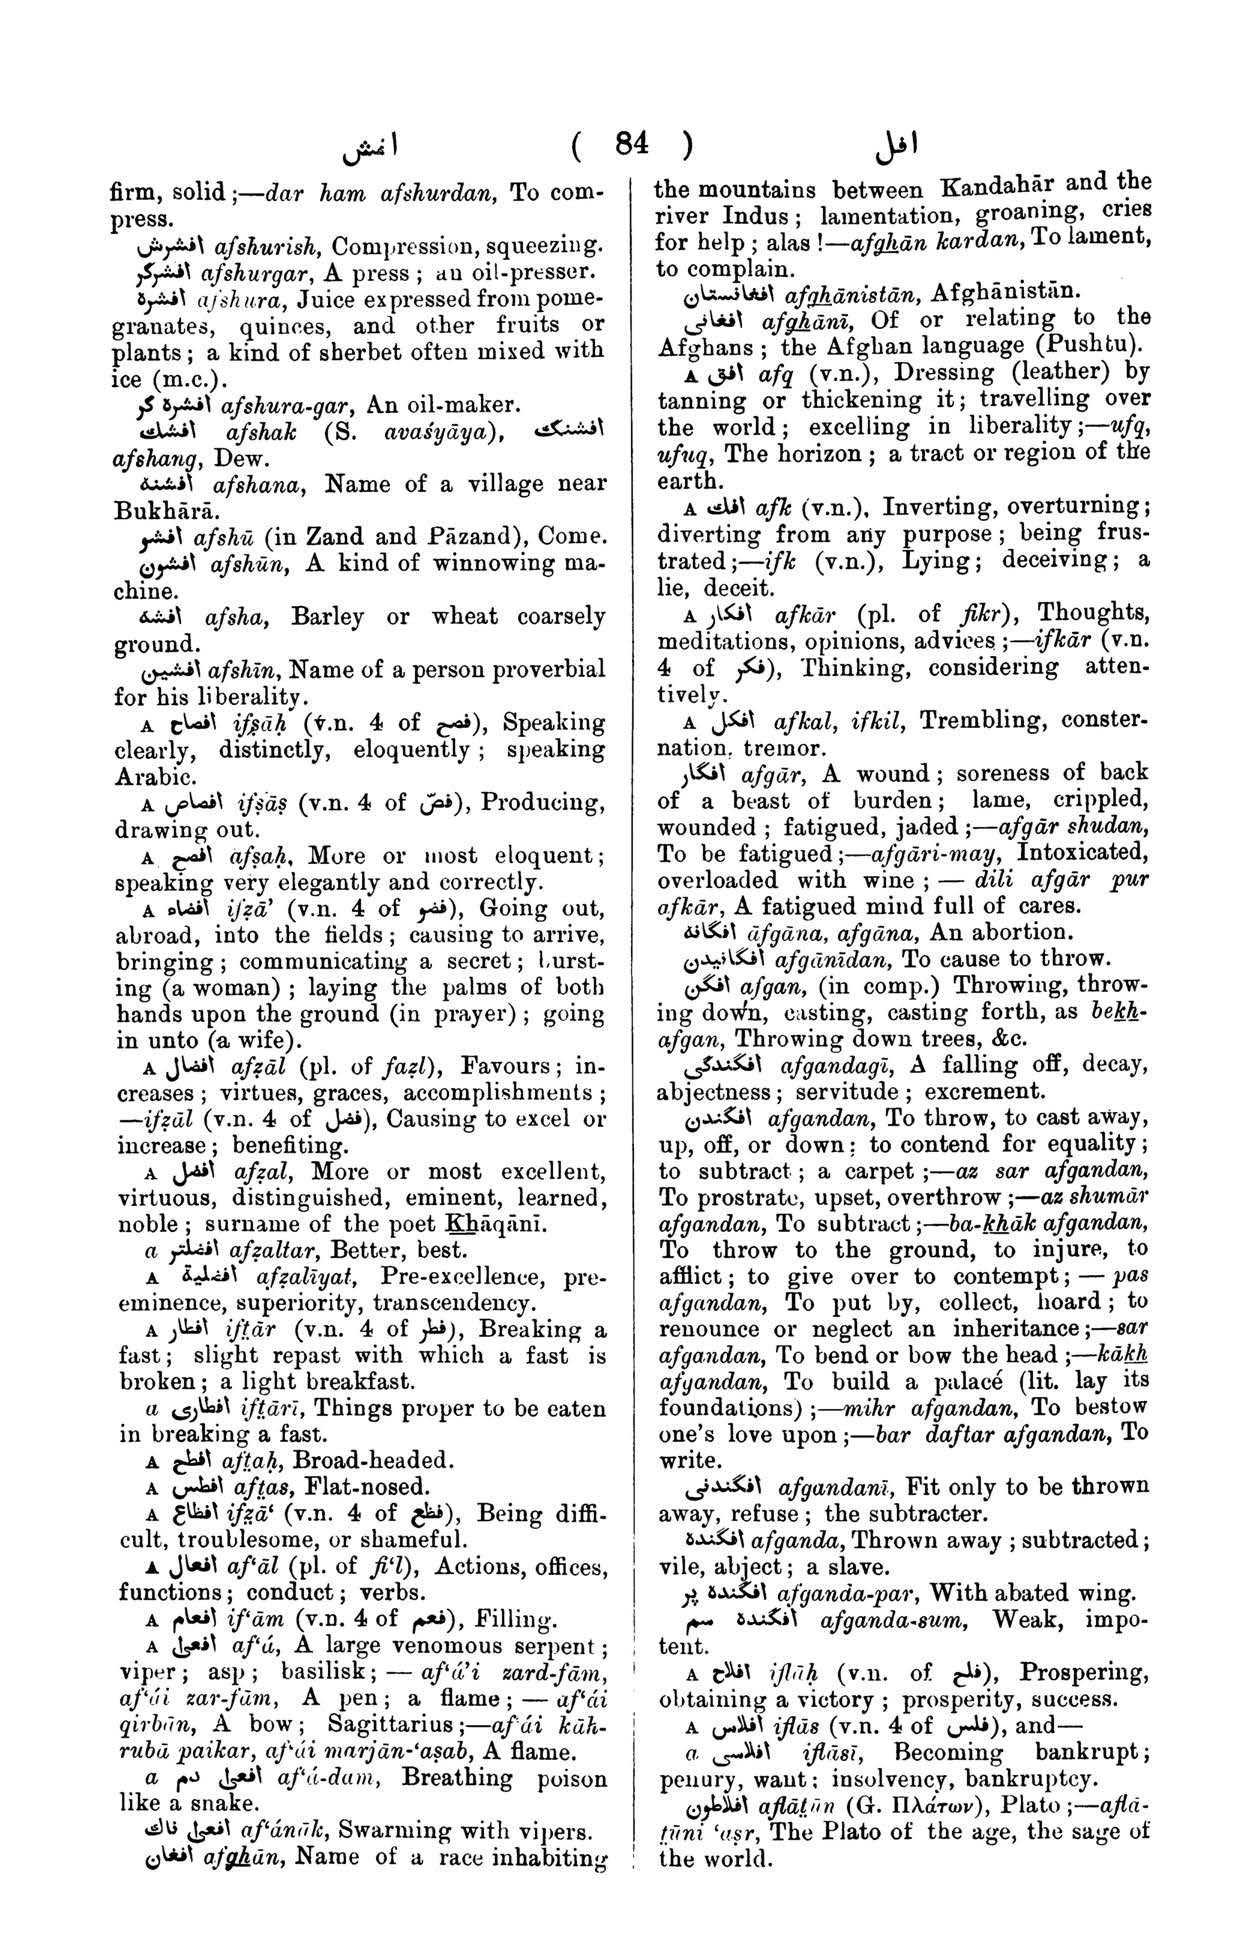 افش ( 84 ) افل
firm, solid ;—dar ham afshurdan, To com-
press.
افشرش afshurish, Compression, squeezing.
افشرگر afshurgar, A press ; an oil-presser.
افشره afshura, Juice expressed from pome-
granates, quinces, and other fruits or
plants ; a kind of sherbet often mixed with
ice (m.c.).
افشره گر afshura-gar, An oil-maker.
افشك afshak (S. avaśyāya), افشنك
afshang, Dew.
افشنه afshana, Name of a village near
Bukhārā.
افشو afshū (in Zand and Pāzand), Come.
افشون afshūn, A kind of winnowing ma-
chine.
افشه afsha, Barley or wheat coarsely
ground.
افشين afshīn, Name of a person proverbial
for his liberality.
A افصاح ifṣāḥ (v.n. 4 of فصح), Speaking
clearly, distinctly, eloquently ; speaking
Arabic.
A افصاص ifṣāṣ (v.n. 4 of فصّ), Producing,
drawing out.
A افصح afṣaḥ, More or most eloquent ;
speaking very elegantly and correctly.
A افضاء ifẓā’ (v.n. 4 of فضو), Going out,
abroad, into the fields ; causing to arrive,
bringing ; communicating a secret ; burst-
ing (a woman) ; laying the palms of both
hands upon the ground (in prayer) ; going
in unto (a wife).
A افضال afẓāl (pl. of faẓl), Favours ; in-
creases ; virtues, graces, accomplishments ;
—ifẓāl (v.n. 4 of فضل), Causing to excel or
increase ; benefiting.
A افضل afẓal, More or most excellent,
virtuous, distinguished, eminent, learned,
noble ; surname of the poet Khāqānī.
a افضلتر afẓaltar, Better, best.
A افضلية afẓalīyat, Pre-excellence, pre-
eminence, superiority, transcendency.
A افطار ifṭār (v.n. 4 of فطر), Breaking a
fast ; slight repast with which a fast is
broken ; a light breakfast.
a افطاری ifṭārī, Things proper to be eaten
in breaking a fast.
A افطح afṭaḥ, Broad-headed.
A افطس afṭas, Flat-nosed.
A افظاع ifz̤ā‘ (v.n. 4 of فظع), Being diffi-
cult, troublesome, or shameful.
A افعال af‘āl (pl. of fi‘l), Actions, offices,
functions ; conduct ; verbs.
A افعام if‘ām (v.n. 4 of فعم), Filling.
A افعی af‘á, A large venomous serpent ;
viper ; asp ; basilisk ; — af‘á’i zard-fām,
af‘ái zar-fām, A pen ; a flame ; — af‘ái
qirbān, A bow ; Sagittarius ;—af‘ái kāh-
rubā paikar, af‘ái marjān-‘aṣab, A flame.
a افعی دم af‘á-dam, Breathing poison
like a snake.
افعی ناك af‘ánāk, Swarming with vipers.
افغان afghān, Name of a race inhabiting
the mountains between Kandahār and the
river Indus ; lamentation, groaning, cries
for help ; alas !—afghān kardan, To lament,
to complain.
افغانستان afghānistān, Afghānistān.
افغانی afghānī, Of or relating to the
Afghans ; the Afghan language (Pushtu).
A افق afq (v.n.), Dressing (leather) by
tanning or thickening it ; travelling over
the world ; excelling in liberality ;—ufq,
ufuq, The horizon ; a tract or region of the
earth.
A افك afk (v.n.), Inverting, overturning ;
diverting from any purpose ; being frus-
trated ;—ifk (v.n.), Lying ; deceiving ; a
lie, deceit.
A افكار afkār (pl. of fikr), Thoughts,
meditations, opinions, advices ;—ifkār (v.n.
4 of فكر), Thinking, considering atten-
tively.
A افكل afkal, ifkil, Trembling, conster-
nation, tremor.
افگار afgār, A wound ; soreness of back
of a beast of burden ; lame, crippled,
wounded ; fatigued, jaded ;—afgār shudan,
To be fatigued ;—afgāri-may, Intoxicated,
overloaded with wine ; — dili afgār pur
afkār, A fatigued mind full of cares.
افگانه āfgāna, afgāna, An abortion.
افگانیدن afgānīdan, To cause to throw.
افگن afgan, (in comp.) Throwing, throw-
ing down, casting, casting forth, as bekh-
afgan, Throwing down trees, &c.
افگندگی afgandagī, A falling off, decay,
abjectness ; servitude ; excrement.
افگندن afgandan, To throw, to cast away,
up, off, or down ; to contend for equality ;
to subtract ; a carpet ;—az sar afgandan,
To prostrate, upset, overthrow ;—az shumār
afgandan, To subtract ;—ba-khāk afgandan,
To throw to the ground, to injure, to
afflict ; to give over to contempt ; — pas
afgandan, To put by, collect, hoard ; to
renounce or neglect an inheritance ;—sar
afgandan, To bend or bow the head ;—kākh
afgandan, To build a palace (lit. lay its
foundations) ;—mihr afgandan, To bestow
one’s love upon ;—bar daftar afgandan, To
write.
افگندنی afgandanī, Fit only to be thrown
away, refuse ; the subtracter.
افگنده afganda, Thrown away ; subtracted ;
vile, abject ; a slave.
افگنده پر afganda-par, With abated wing.
افگنده سم afganda-sum, Weak, impo-
tent.
A افلاح iflāḥ (v.n. of فلح), Prospering,
obtaining a victory ; prosperity, success.
A افلاس iflās (v.n. 4 of فلس), and—
a افلاسی iflāsī, Becoming bankrupt ;
penury, want ; insolvency, bankruptcy.
افلاطون aflāṭūn (G. Πλάτων), Plato ;—aflā-
ṭūni ‘aṣr, The Plato of the age, the sage of
the world.